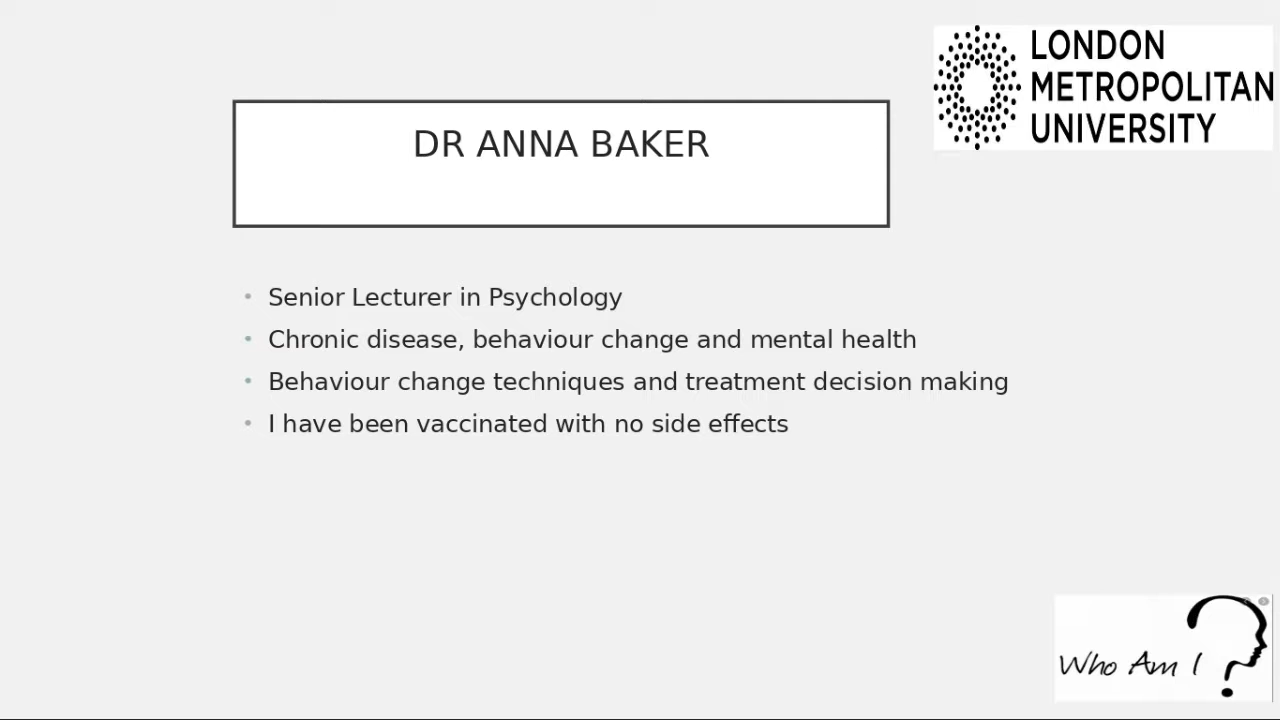 LONDON
METROPOLITAN
UNIVERSITY
DR ANNA BAKER
• Senior Lecturer in Psychology
• Chronic disease, behaviour change and mental health
• Behaviour change techniques and treatment decision making
• I have been vaccinated with no side effects
Who Am I ?